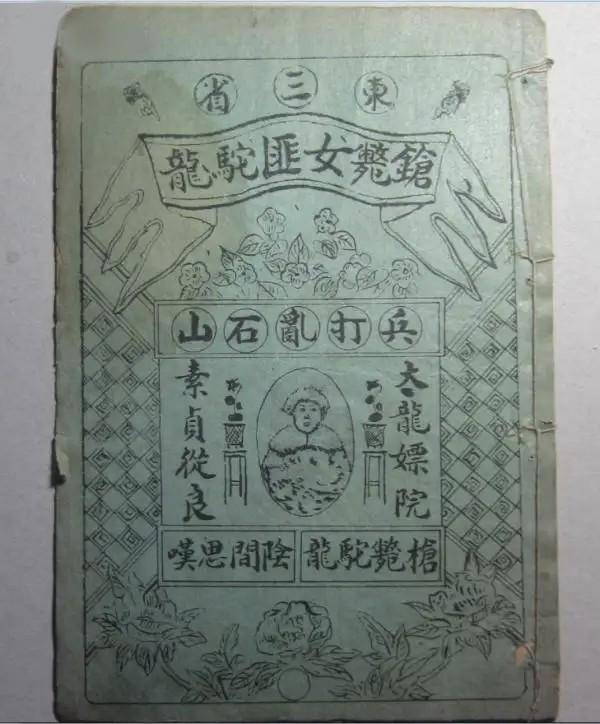 東三省
鎗斃女匪駝龍
兵打亂石山
大龍嫖院
素貞從良
槍斃駝龍
陰間思嘆